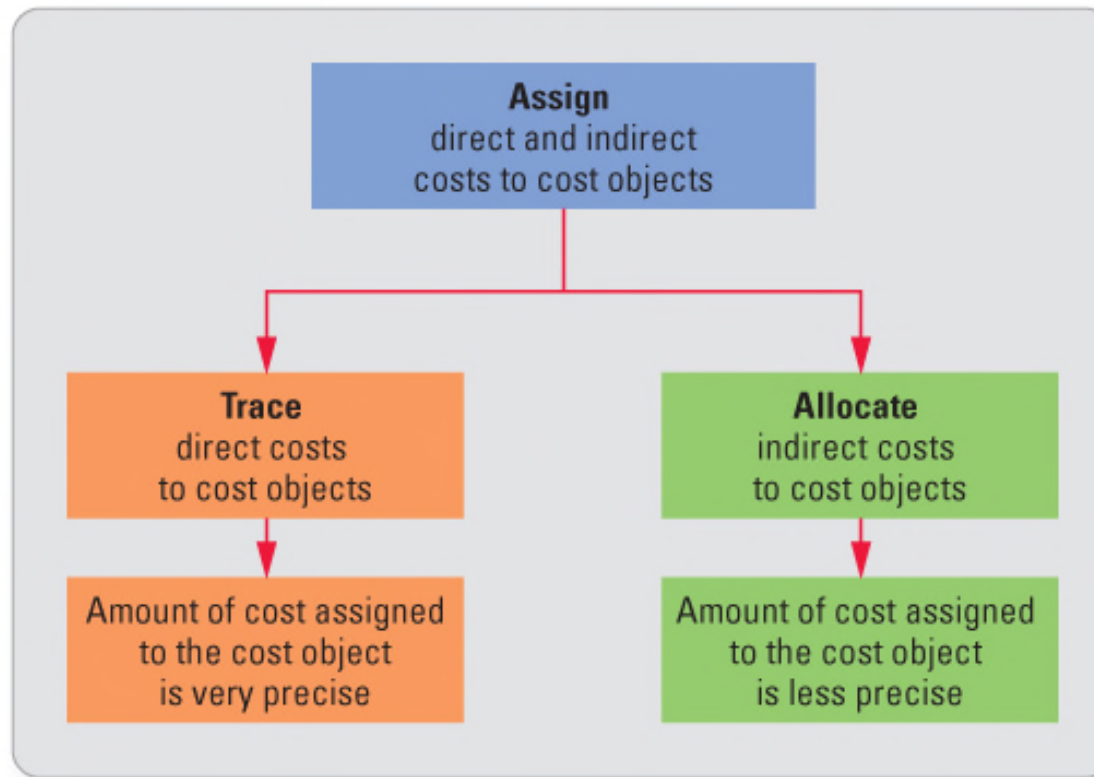 Assign
direct and indirect
costs to cost objects
Trace
direct costs
to cost objects
Allocate
indirect costs
to cost objects
Amount of cost assigned
to the cost object
is very precise
Amount of cost assigned
to the cost object
is less precise